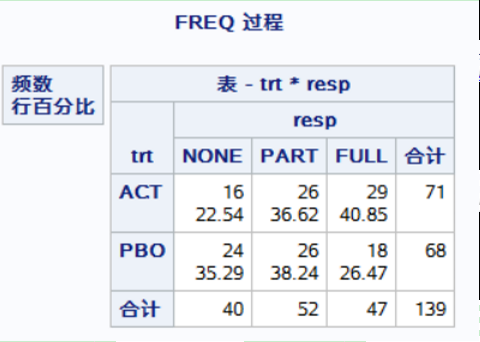 FREQ 过程
频数
行百分比
表 - trt * resp
resp
trt NONE PART FULL 合计
ACT 16 26 29 71
22.54 36.62 40.85
PBO 24 26 18 68
35.29 38.24 26.47
合计 40 52 47 139